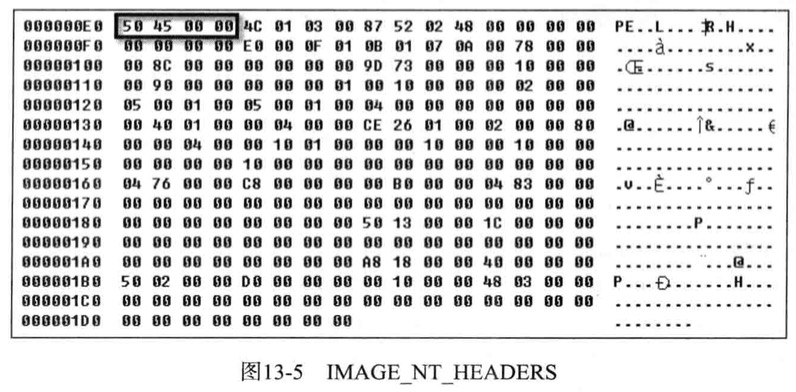 000000E0 50 45 00 00 4C 01 03 00 87 52 02 48 00 00 00 00 PE..L...‡R.H....
000000F0 00 00 00 00 E0 00 0F 01 0B 01 07 0A 00 78 00 00 ....à........x..
00000100 00 8C 00 00 00 00 00 00 9D 73 00 00 00 10 00 00 .Œ.......s......
00000110 00 90 00 00 00 00 00 01 00 10 00 00 00 02 00 00 ................
00000120 05 00 01 00 05 00 01 00 04 00 00 00 00 00 00 00 ................
00000130 00 40 01 00 00 04 00 00 CE 26 01 00 02 00 00 80 .@......Î&.....€
00000140 00 00 04 00 00 10 01 00 00 00 10 00 00 10 00 00 ................
00000150 00 00 00 00 10 00 00 00 00 00 00 00 00 00 00 00 ................
00000160 04 76 00 00 C8 00 00 00 00 B0 00 00 04 83 00 00 .v..È....°...ƒ..
00000170 00 00 00 00 00 00 00 00 00 00 00 00 00 00 00 00 ................
00000180 00 00 00 00 00 00 00 00 50 13 00 00 1C 00 00 00 ........P.......
00000190 00 00 00 00 00 00 00 00 00 00 00 00 00 00 00 00 ................
000001A0 00 00 00 00 00 00 00 00 A8 18 00 00 40 00 00 00 ........¨...@...
000001B0 50 02 00 00 D0 00 00 00 00 10 00 00 48 03 00 00 P...Ð.......H...
000001C0 00 00 00 00 00 00 00 00 00 00 00 00 00 00 00 00 ................
000001D0 00 00 00 00 00 00 00 00 ........
图13-5 IMAGE_NT_HEADERS